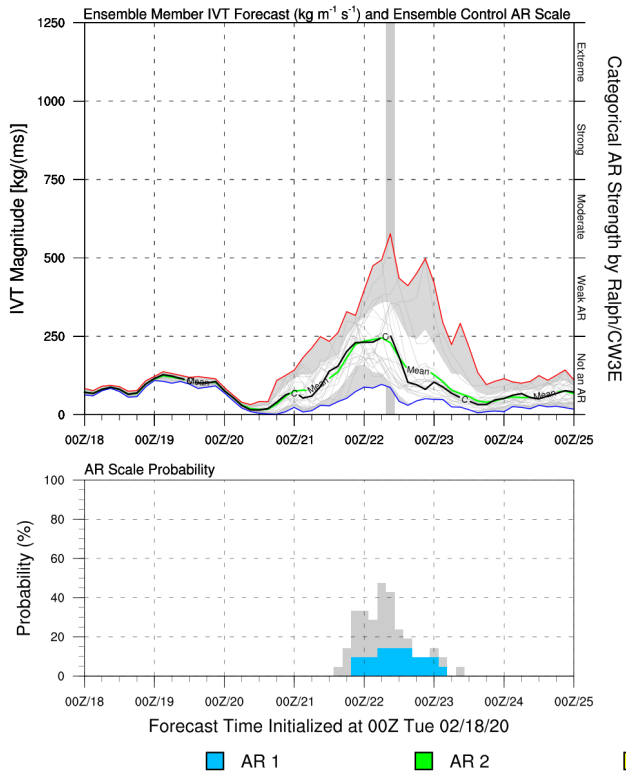 Ensemble Member IVT Forecast (kg m⁻¹ s⁻¹) and Ensemble Control AR Scale
1250
1000
750
500
250
0
IVT Magnitude [kg/(ms)]
Extreme
Strong
Moderate
Weak AR
Not an AR
Categorical AR Strength by Ralph/CW3E
Mean
C
Mean
C
Mean
C
Mean
00Z/18 00Z/19 00Z/20 00Z/21 00Z/22 00Z/23 00Z/24 00Z/25
AR Scale Probability
100
80
60
40
20
0
Probability (%)
00Z/18 00Z/19 00Z/20 00Z/21 00Z/22 00Z/23 00Z/24 00Z/25
Forecast Time Initialized at 00Z Tue 02/18/20
AR 1 AR 2